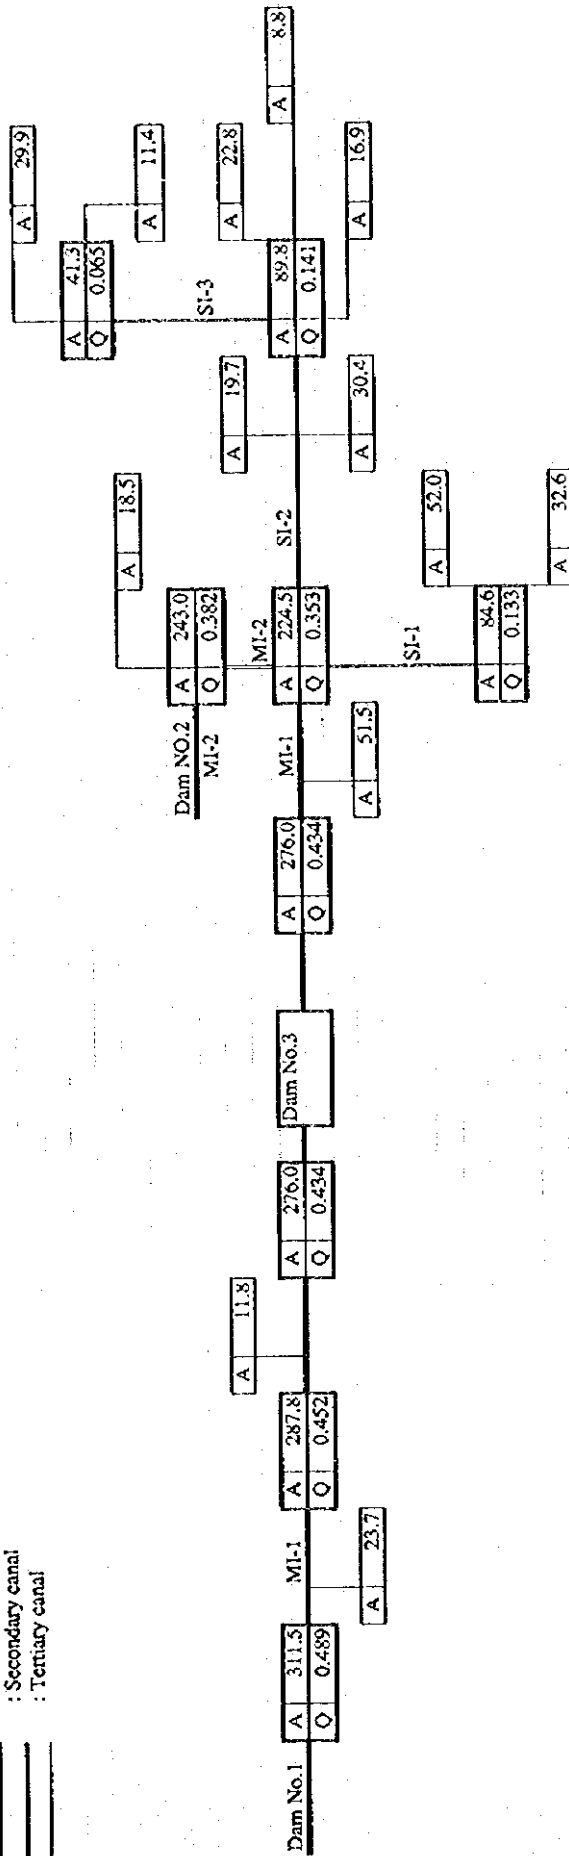 : Secondary canal
: Tertiary canal
Dam No.1
A 311.5
Q 0.489
MI-1
A 23.7
A 287.8
Q 0.452
A 11.8
A 276.0
Q 0.434
Dam No.3
A 276.0
Q 0.434
MI-1
A 51.5
Dam NO.2
MI-2
A 243.0
Q 0.382
A 18.5
MI-2
A 224.5
Q 0.353
SI-1
A 84.6
Q 0.133
A 52.0
A 32.6
SI-2
A 19.7
A 30.4
A 89.8
Q 0.141
SI-3
A 41.3
Q 0.065
A 29.9
A 11.4
A 22.8
A 8.8
A 16.9